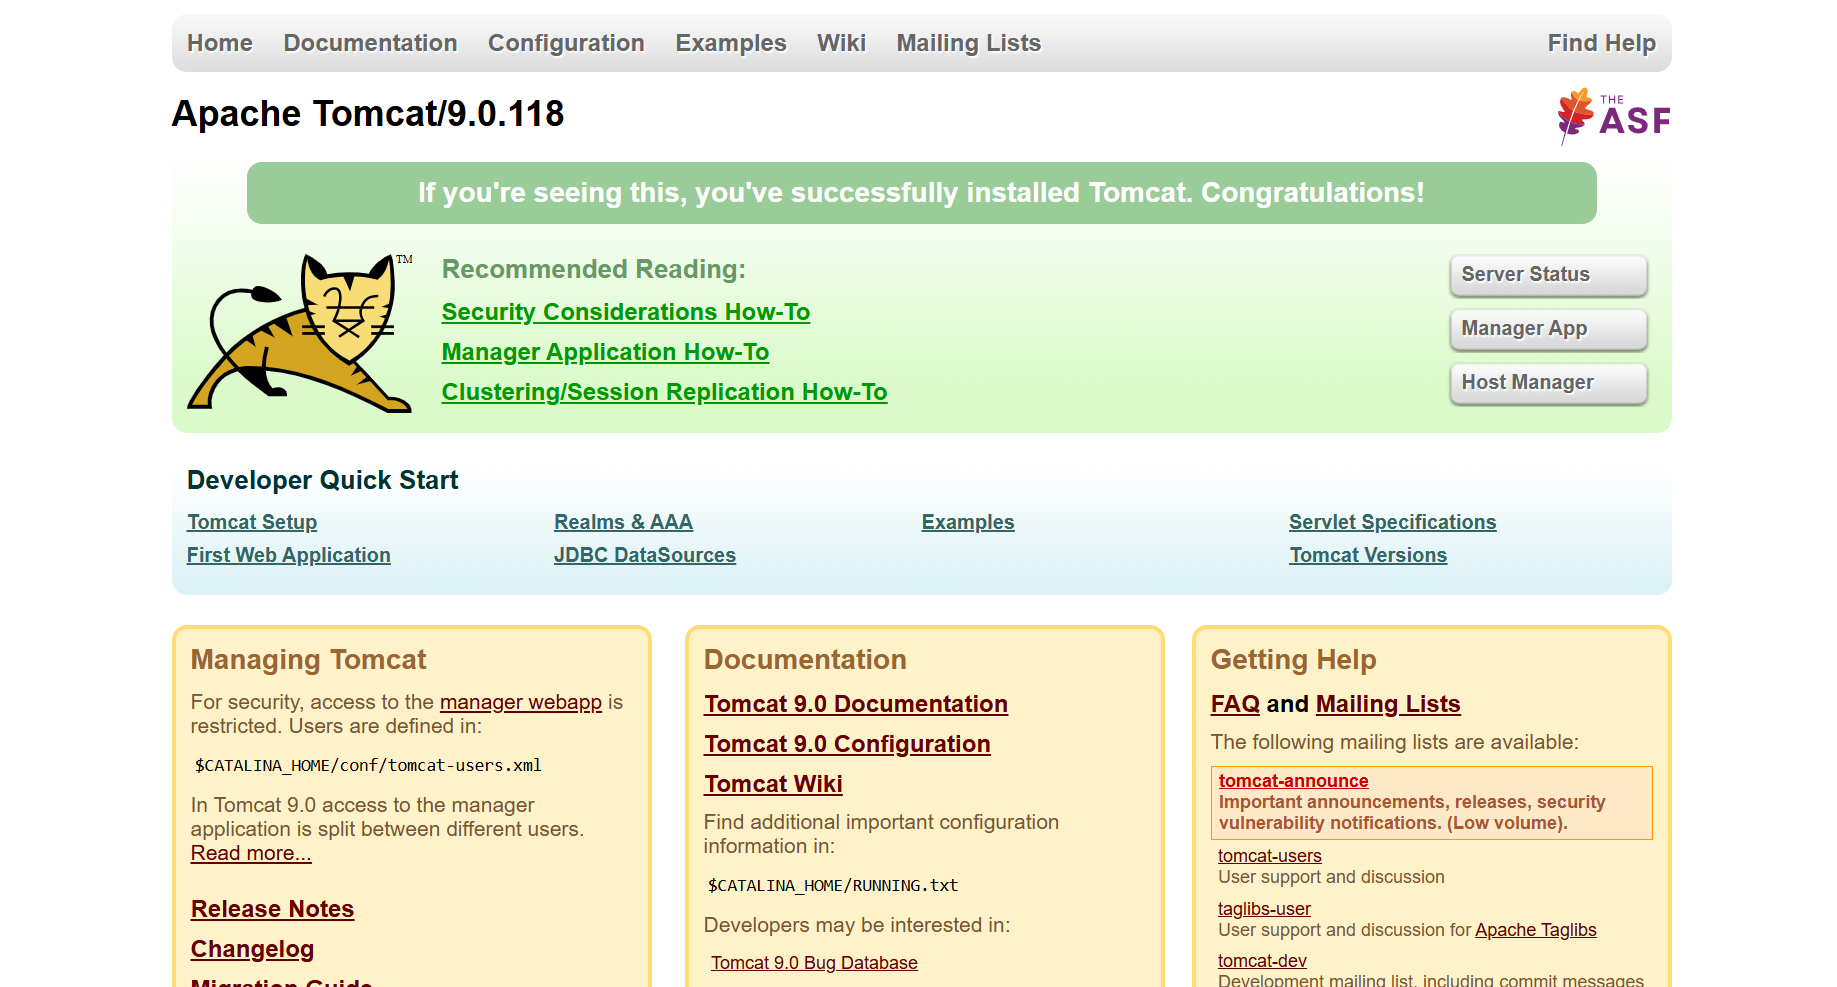 Home Documentation Configuration Examples Wiki Mailing Lists Find Help
Apache Tomcat/9.0.118
THE
ASF
If you're seeing this, you've successfully installed Tomcat. Congratulations!
TM
Recommended Reading:
Security Considerations How-To
Manager Application How-To
Clustering/Session Replication How-To
Server Status
Manager App
Host Manager
Developer Quick Start
Tomcat Setup
First Web Application
Realms & AAA
JDBC DataSources
Examples
Servlet Specifications
Tomcat Versions
Managing Tomcat
For security, access to the manager webapp is
restricted. Users are defined in:
$CATALINA_HOME/conf/tomcat-users.xml
In Tomcat 9.0 access to the manager
application is split between different users.
Read more...
Release Notes
Changelog
Migration Guide
Documentation
Tomcat 9.0 Documentation
Tomcat 9.0 Configuration
Tomcat Wiki
Find additional important configuration
information in:
$CATALINA_HOME/RUNNING.txt
Developers may be interested in:
Tomcat 9.0 Bug Database
Getting Help
FAQ and Mailing Lists
The following mailing lists are available:
tomcat-announce
Important announcements, releases, security
vulnerability notifications. (Low volume).
tomcat-users
User support and discussion
taglibs-user
User support and discussion for Apache Taglibs
tomcat-dev
Development mailing list, including commit messages